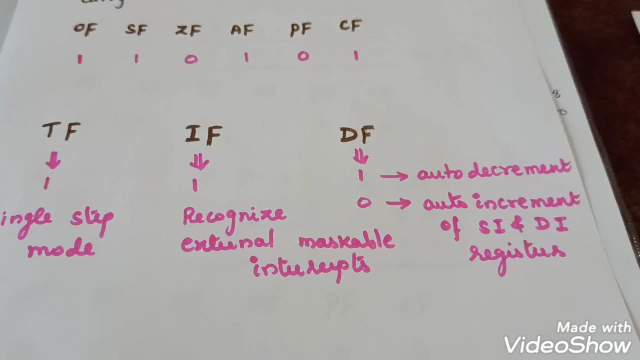 OF SF ZF AF PF CF
1 1 0 1 0 1
TF IF DF
1 1 1 → auto decrement
0 → auto increment
of SI & DI
registers
ingle step
mode
Recognize
external maskable
interrupts
Made with
VideoShow